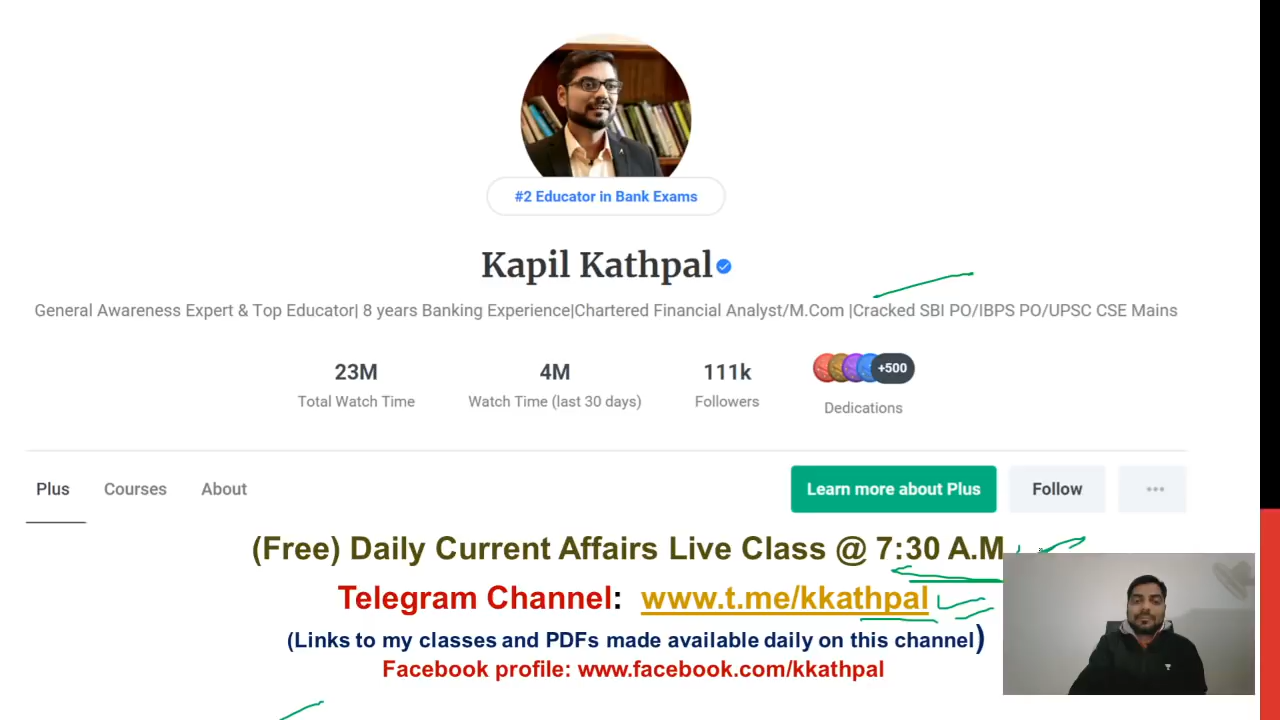 #2 Educator in Bank Exams
Kapil Kathpal
General Awareness Expert & Top Educator| 8 years Banking Experience|Chartered Financial Analyst/M.Com |Cracked SBI PO/IBPS PO/UPSC CSE Mains
23M 4M 111k +500
Total Watch Time Watch Time (last 30 days) Followers Dedications
Plus Courses About Learn more about Plus Follow
(Free) Daily Current Affairs Live Class @ 7:30 A.M
Telegram Channel: www.t.me/kkathpal
(Links to my classes and PDFs made available daily on this channel)
Facebook profile: www.facebook.com/kkathpal